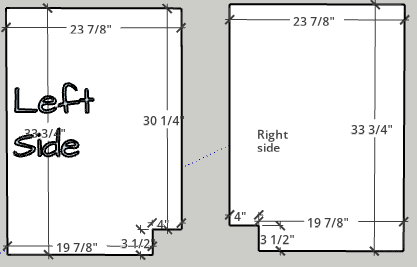 23 7/8"
Left
33 3/4"
Side
30 1/4"
4"
19 7/8"
3 1/2"
23 7/8"
Right
side
33 3/4"
4"
19 7/8"
3 1/2"